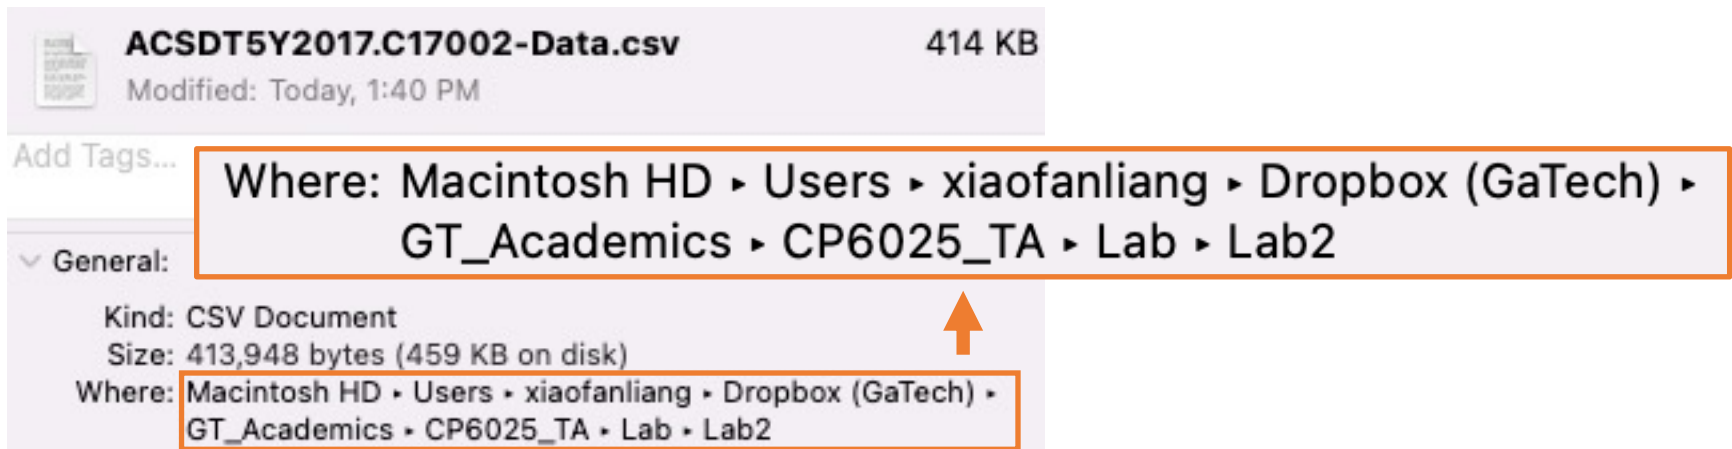 ACSDT5Y2017.C17002-Data.csv 414 KB
Modified: Today, 1:40 PM
Add Tags...
Where: Macintosh HD ▸ Users ▸ xiaofanliang ▸ Dropbox (GaTech) ▸
GT_Academics ▸ CP6025_TA ▸ Lab ▸ Lab2
General:
Kind: CSV Document
Size: 413,948 bytes (459 KB on disk)
Where: Macintosh HD ▸ Users ▸ xiaofanliang ▸ Dropbox (GaTech) ▸
GT_Academics ▸ CP6025_TA ▸ Lab ▸ Lab2